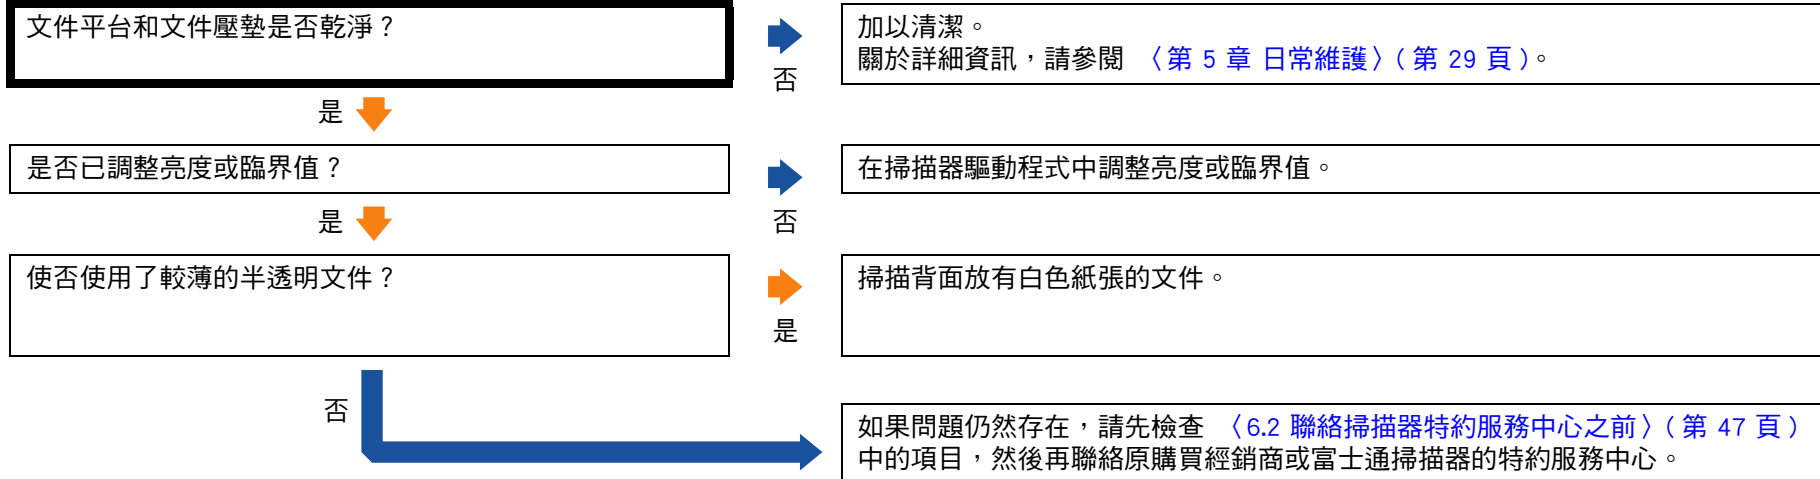 文件平台和文件壓墊是否乾淨？
否
加以清潔。
關於詳細資訊，請參閱 〈第 5 章 日常維護〉( 第 29 頁 )。
是
是否已調整亮度或臨界值？
否
在掃描器驅動程式中調整亮度或臨界值。
是
使否使用了較薄的半透明文件？
是
掃描背面放有白色紙張的文件。
否
如果問題仍然存在，請先檢查 〈6.2 聯絡掃描器特約服務中心之前〉( 第 47 頁 )
中的項目，然後再聯絡原購買經銷商或富士通掃描器的特約服務中心。